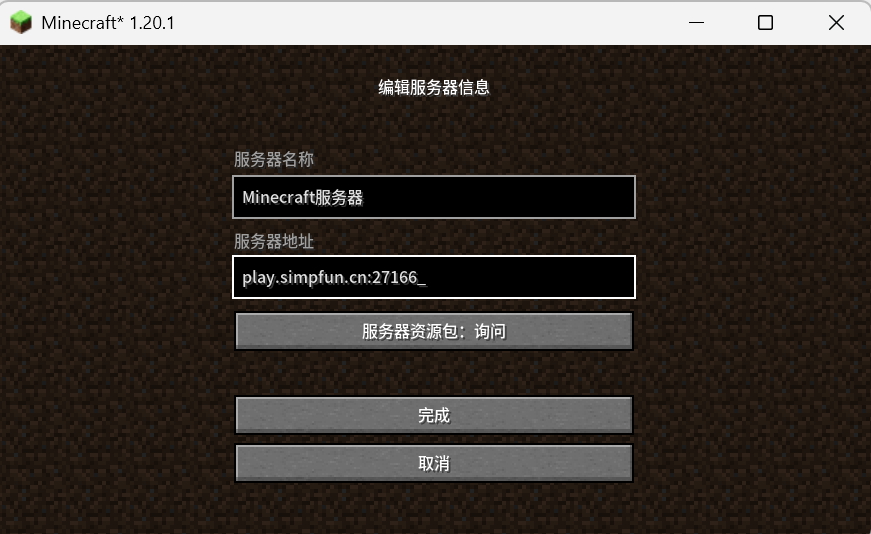 Minecraft* 1.20.1
编辑服务器信息
服务器名称
Minecraft服务器
服务器地址
play.simpfun.cn:27166_
服务器资源包：询问
完成
取消